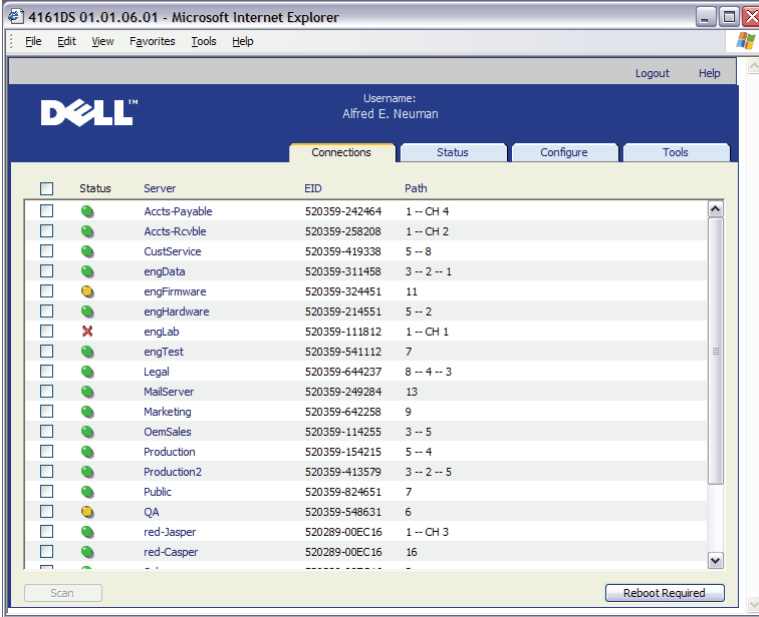 4161DS 01.01.06.01 - Microsoft Internet Explorer
File Edit View Favorites Tools Help
Logout Help
DELL™
Username:
Alfred E. Neuman
Connections Status Configure Tools
Status Server EID Path
Accts-Payable 520359-242464 1 -- CH 4
Accts-Rcvble 520359-258208 1 -- CH 2
CustService 520359-419338 5 -- 8
engData 520359-311458 3 -- 2 -- 1
engFirmware 520359-324451 11
engHardware 520359-214551 5 -- 2
engLab 520359-111812 1 -- CH 1
engTest 520359-541112 7
Legal 520359-644237 8 -- 4 -- 3
MailServer 520359-249284 13
Marketing 520359-642258 9
OemSales 520359-114255 3 -- 5
Production 520359-154215 5 -- 4
Production2 520359-413579 3 -- 2 -- 5
Public 520359-824651 7
QA 520359-548631 6
red-Jasper 520289-00EC16 1 -- CH 3
red-Casper 520289-00EC16 16
Scan Reboot Required